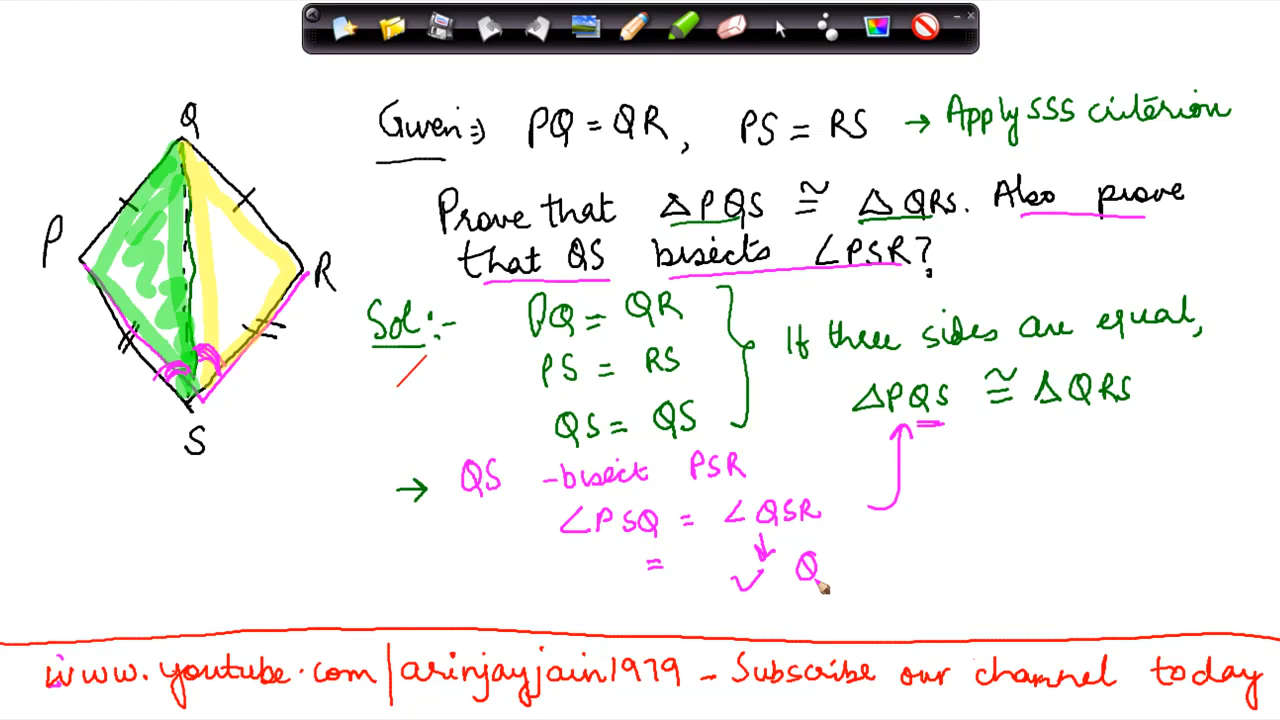 Q
P
R
S
Given:⇒ PQ = QR, PS = RS → Apply SSS criterion
Prove that △PQS ≅ △QRS. Also prove
that QS bisects ∠PSR?
Sol:-
PQ = QR
PS = RS
QS = QS
If three sides are equal,
△PQS ≅ △QRS
→ QS - bisect PSR
∠PSQ = ∠QSR
= ✓ Q
www.youtube.com/arinjayjain1979 - Subscribe our channel today